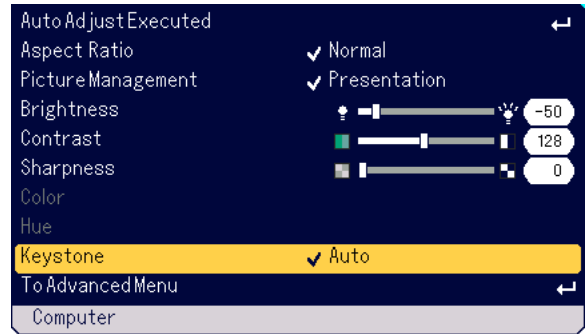 Auto Adjust Executed
Aspect Ratio Normal
Picture Management Presentation
Brightness -50
Contrast 128
Sharpness 0
Color
Hue
Keystone Auto
To Advanced Menu
Computer